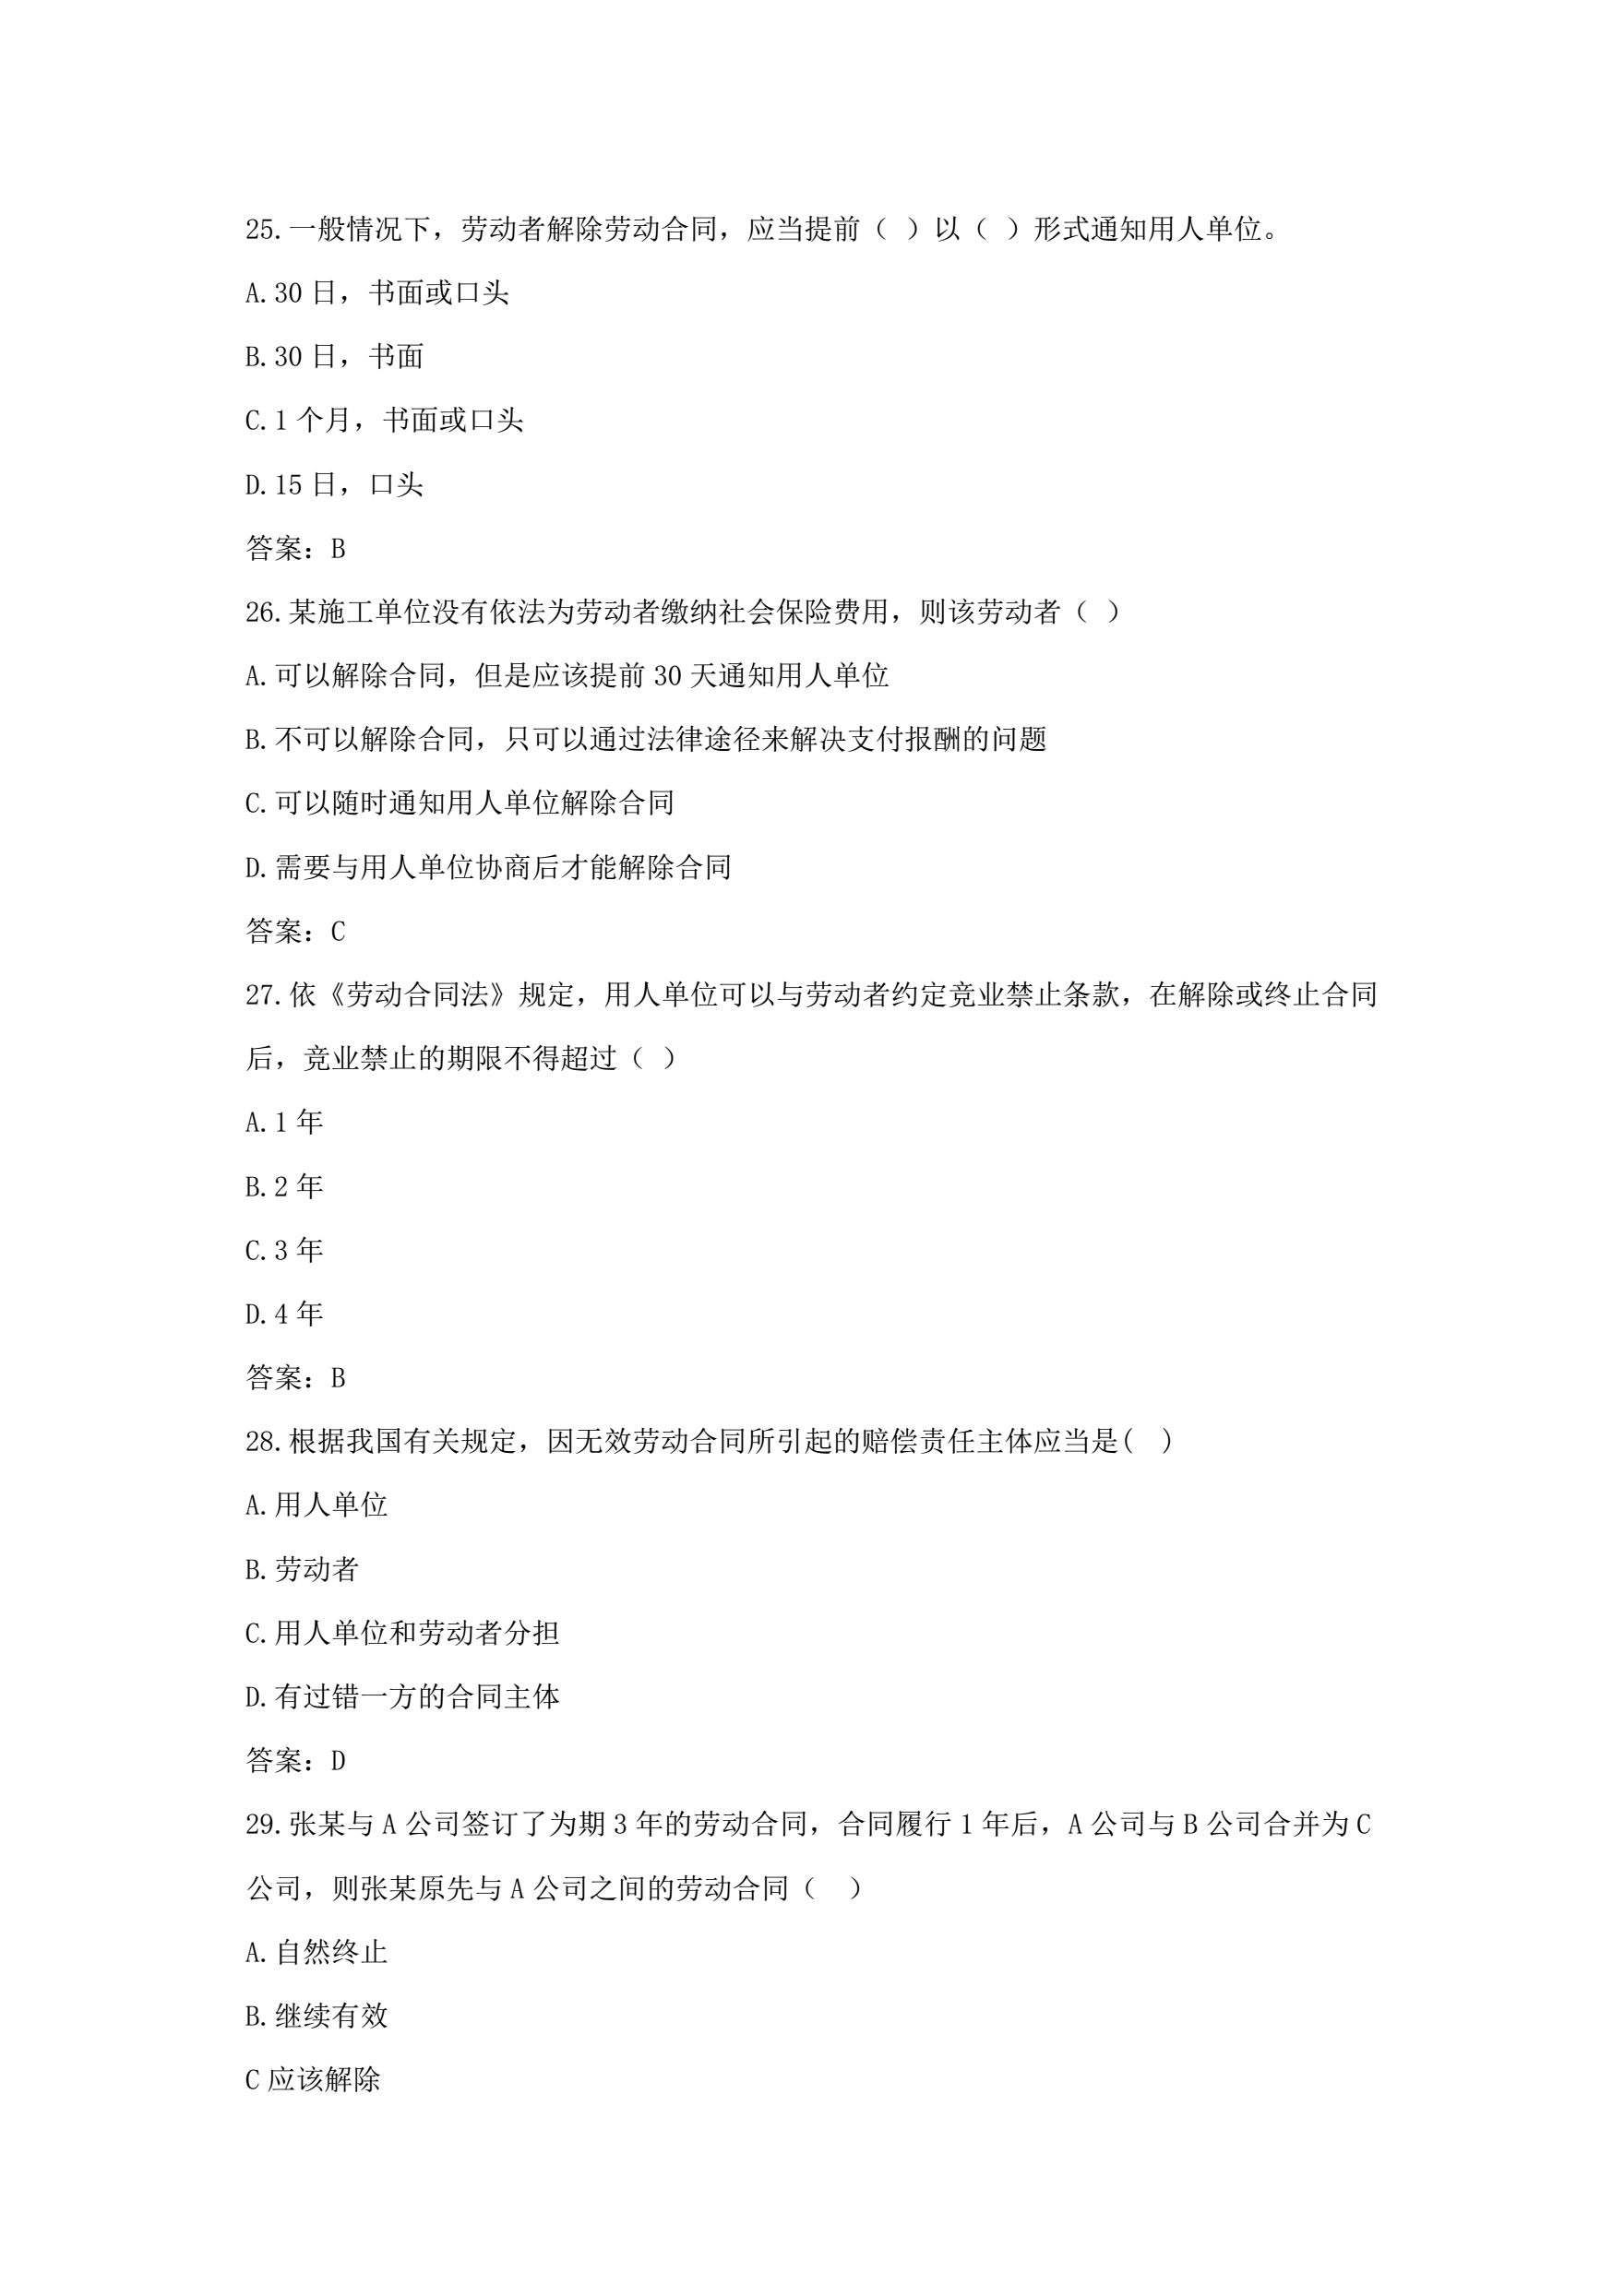 25.一般情况下，劳动者解除劳动合同，应当提前（ ）以（ ）形式通知用人单位。
A.30 日，书面或口头
B.30 日，书面
C.1 个月，书面或口头
D.15 日，口头
答案：B
26.某施工单位没有依法为劳动者缴纳社会保险费用，则该劳动者（ ）
A.可以解除合同，但是应该提前 30 天通知用人单位
B.不可以解除合同，只可以通过法律途径来解决支付报酬的问题
C.可以随时通知用人单位解除合同
D.需要与用人单位协商后才能解除合同
答案：C
27.依《劳动合同法》规定，用人单位可以与劳动者约定竞业禁止条款，在解除或终止合同
后，竞业禁止的期限不得超过（ ）
A.1 年
B.2 年
C.3 年
D.4 年
答案：B
28.根据我国有关规定，因无效劳动合同所引起的赔偿责任主体应当是(  )
A.用人单位
B.劳动者
C.用人单位和劳动者分担
D.有过错一方的合同主体
答案：D
29.张某与 A 公司签订了为期 3 年的劳动合同，合同履行 1 年后，A 公司与 B 公司合并为 C
公司，则张某原先与 A 公司之间的劳动合同（  ）
A.自然终止
B.继续有效
C 应该解除